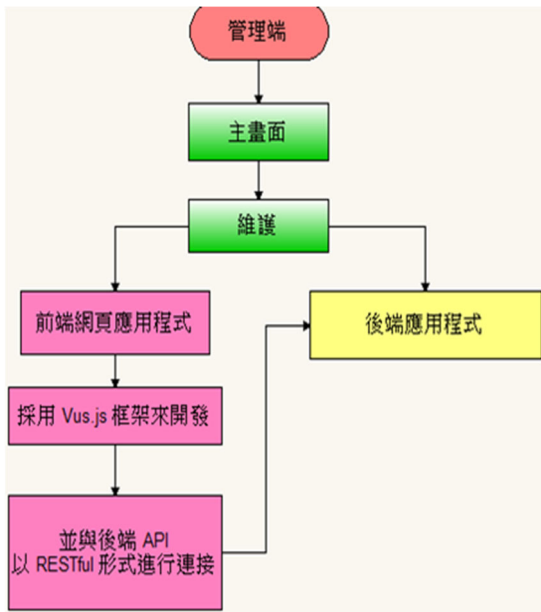 管理端
主畫面
維護
前端網頁應用程式
後端應用程式
採用 Vus.js 框架來開發
並與後端 API
以 RESTful 形式進行連接